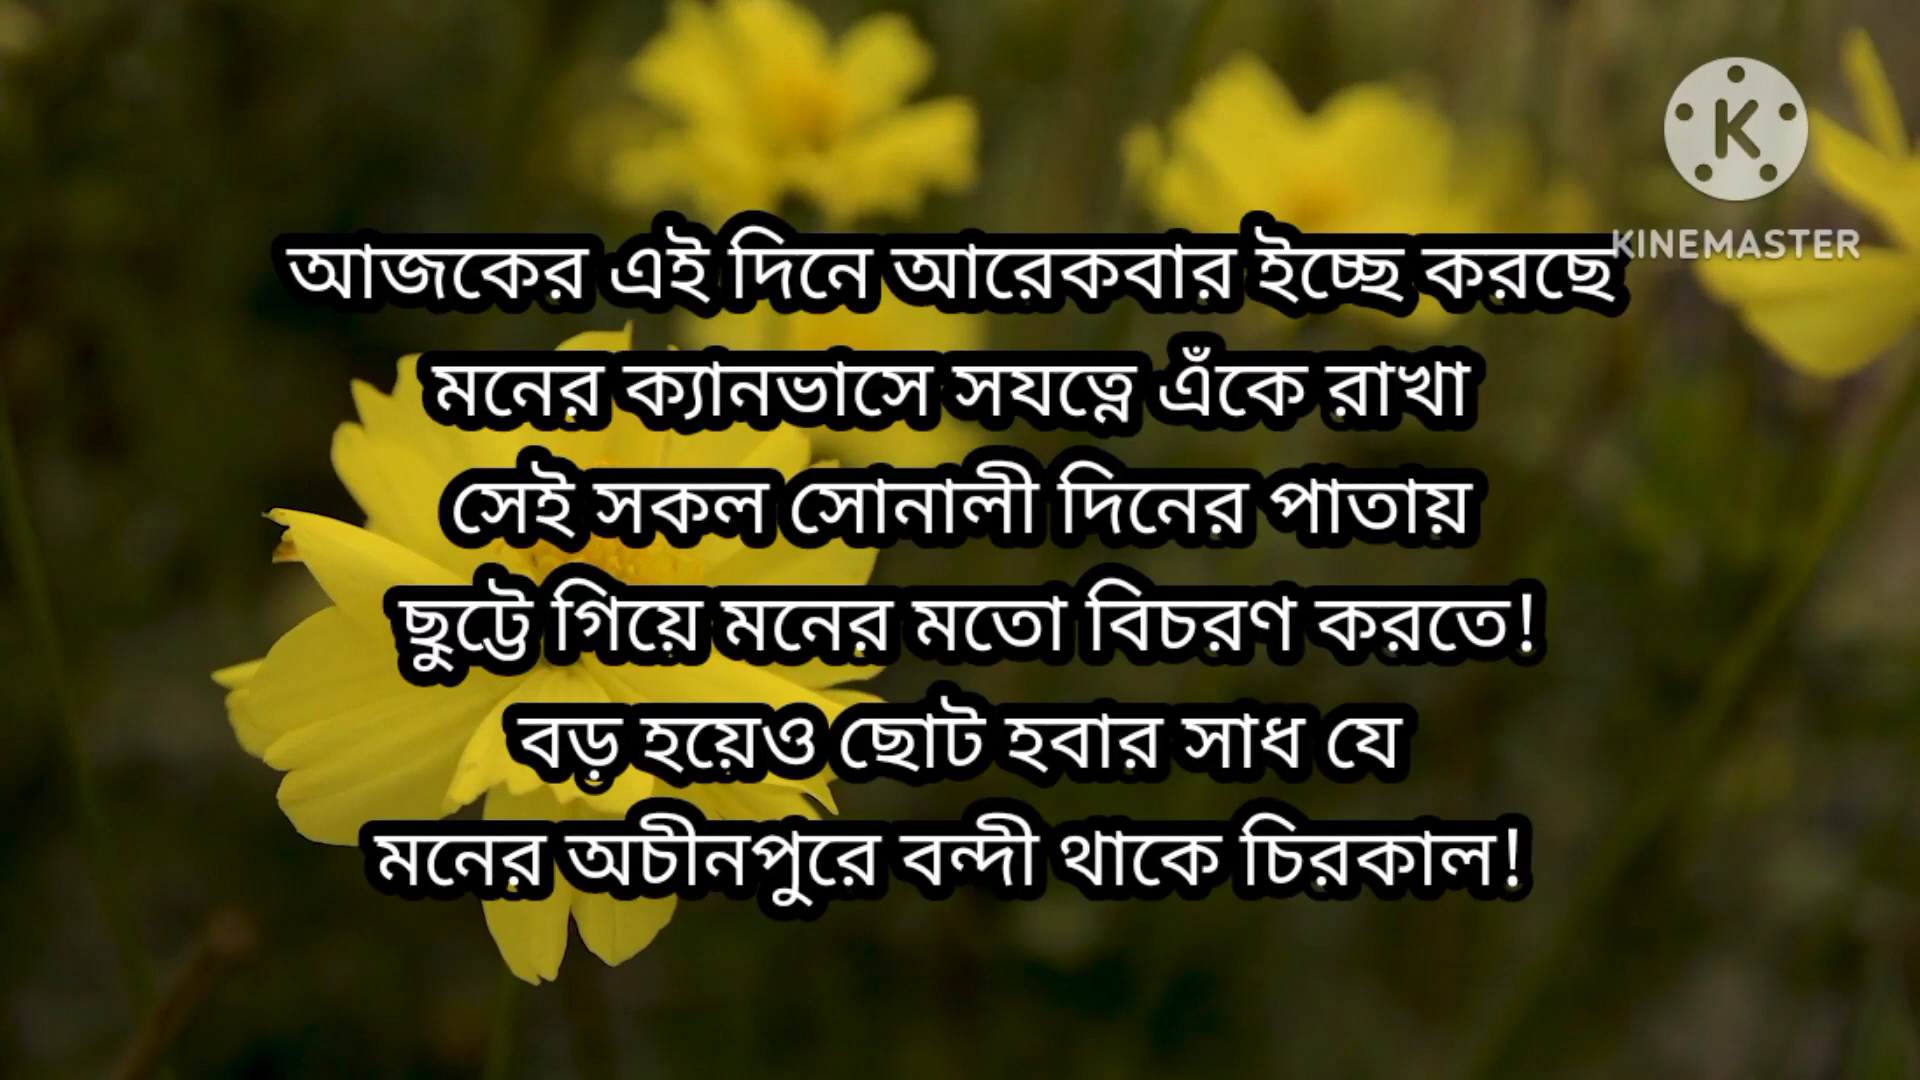 KINEMASTER
আজকের এই দিনে আরেকবার ইচ্ছে করছে
মনের ক্যানভাসে সযত্নে এঁকে রাখা
সেই সকল সোনালী দিনের পাতায়
ছুট্টে গিয়ে মনের মতো বিচরণ করতে!
বড় হয়েও ছোট হবার সাধ যে
মনের অচীনপুরে বন্দী থাকে চিরকাল!